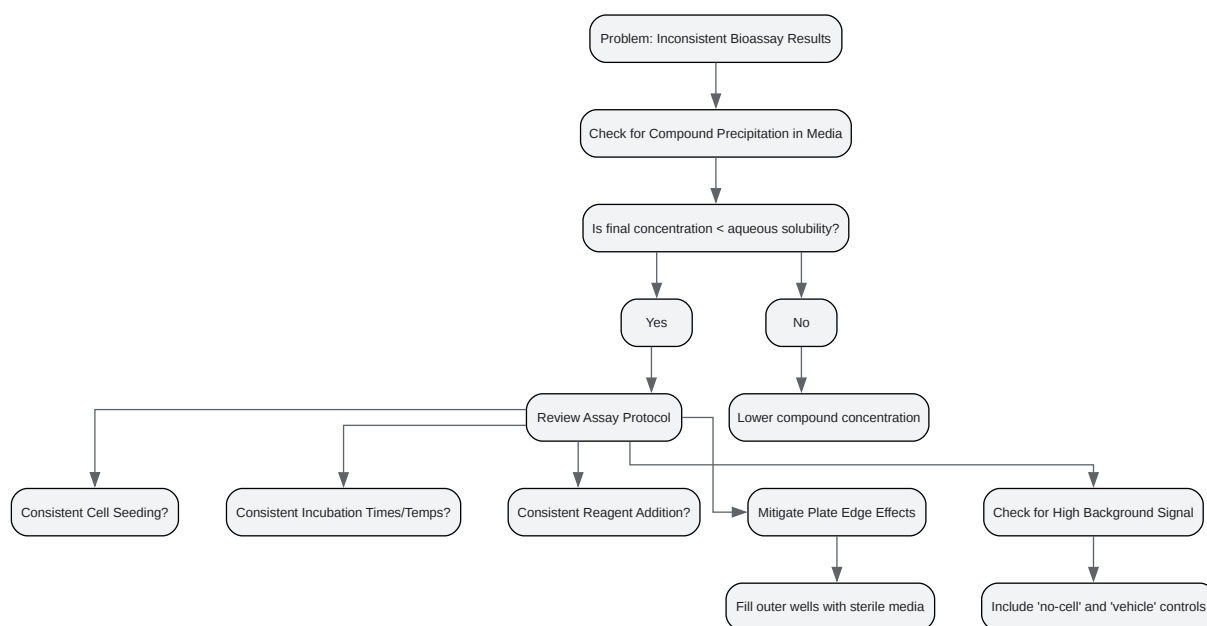 Problem: Inconsistent Bioassay Results
Check for Compound Precipitation in Media
Is final concentration < aqueous solubility?
Yes
No
Review Assay Protocol
Lower compound concentration
Consistent Cell Seeding?
Consistent Incubation Times/Temps?
Consistent Reagent Addition?
Mitigate Plate Edge Effects
Check for High Background Signal
Fill outer wells with sterile media
Include 'no-cell' and 'vehicle' controls